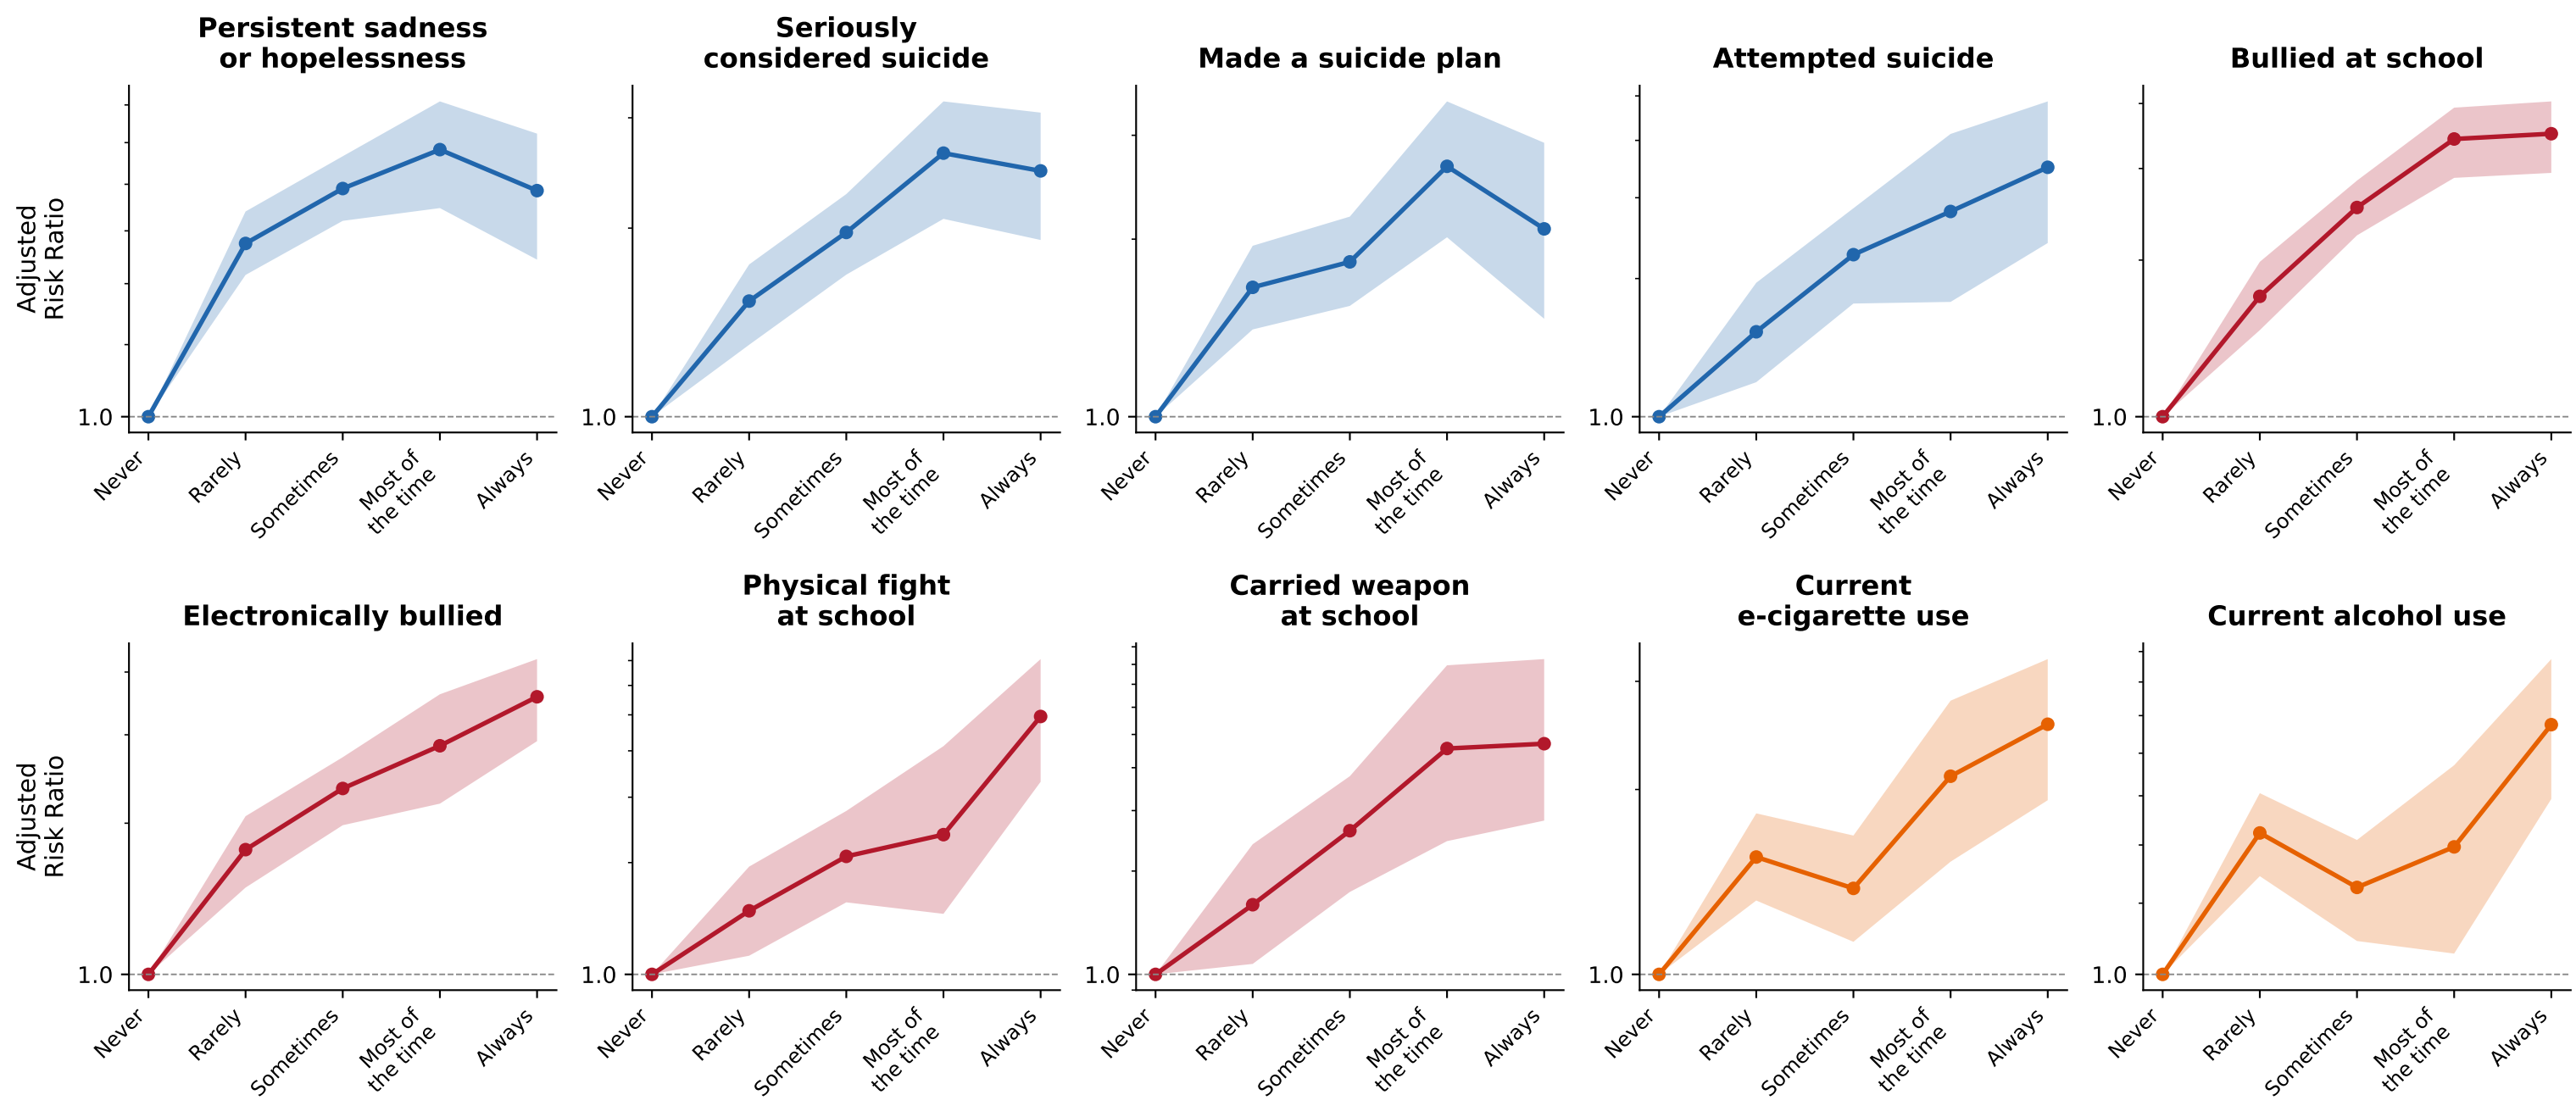 Persistent sadness
or hopelessness
Seriously
considered suicide
Made a suicide plan
Attempted suicide
Bullied at school
Adjusted
Risk Ratio
1.0
1.0
1.0
1.0
1.0
Never
Rarely
Sometimes
Most of
the time
Always
Never
Rarely
Sometimes
Most of
the time
Always
Never
Rarely
Sometimes
Most of
the time
Always
Never
Rarely
Sometimes
Most of
the time
Always
Never
Rarely
Sometimes
Most of
the time
Always
Electronically bullied
Physical fight
at school
Carried weapon
at school
Current
e-cigarette use
Current alcohol use
Adjusted
Risk Ratio
1.0
1.0
1.0
1.0
1.0
Never
Rarely
Sometimes
Most of
the time
Always
Never
Rarely
Sometimes
Most of
the time
Always
Never
Rarely
Sometimes
Most of
the time
Always
Never
Rarely
Sometimes
Most of
the time
Always
Never
Rarely
Sometimes
Most of
the time
Always